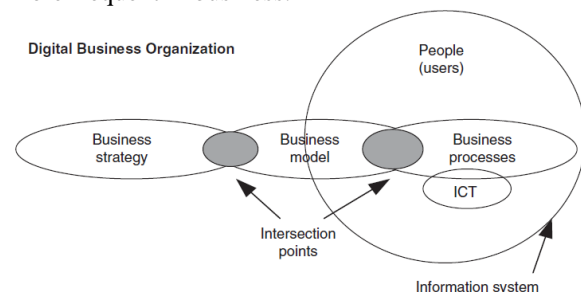 Digital Business Organization
People
(users)
Business
strategy
Business
model
Business
processes
ICT
Intersection
points
Information system